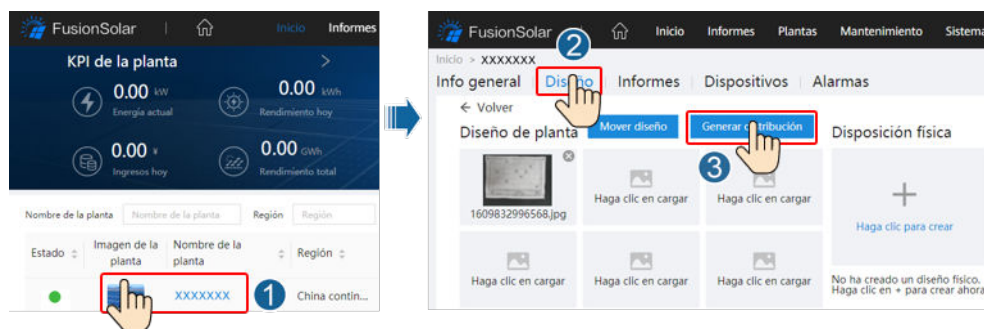 FusionSolar Inicio Informes
KPI de la planta >
0.00 kW
Energía actual
0.00 kWh
Rendimiento hoy
0.00 ¥
Ingresos hoy
0.00 GWh
Rendimiento total
Nombre de la planta Nombre de la planta Región Región
Estado Imagen de la planta Nombre de la planta Región
XXXXXXX 1 China contin...
FusionSolar Inicio Informes Plantas Mantenimiento Sistema
2
Inicio > XXXXXXX
Info general Diseño Informes Dispositivos Alarmas
← Volver
Diseño de planta Mover diseño Generar distribución Disposición física
3
1609832996568.jpg Haga clic en cargar Haga clic en cargar
Haga clic para crear
Haga clic en cargar Haga clic en cargar Haga clic en cargar
No ha creado un diseño físico.
Haga clic en + para crear ahora